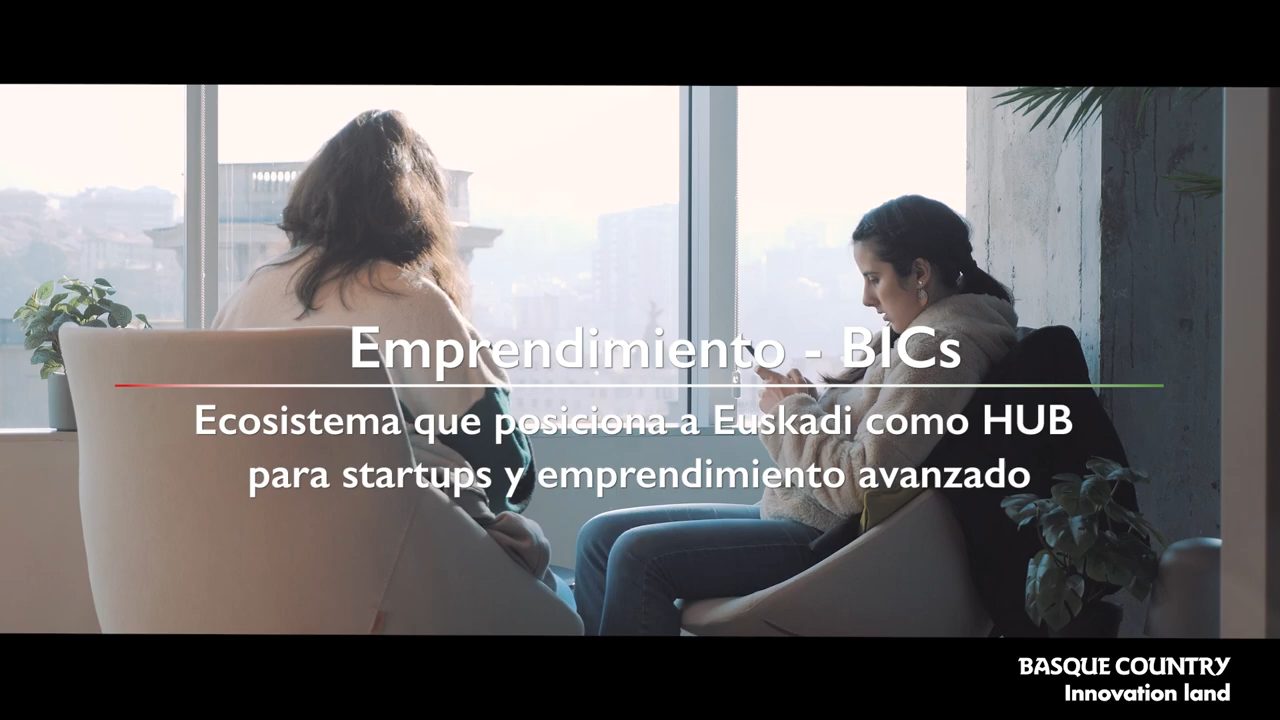 Emprendimiento - BICs
Ecosistema que posiciona a Euskadi como HUB
para startups y emprendimiento avanzado
BASQUE COUNTRY
Innovation land